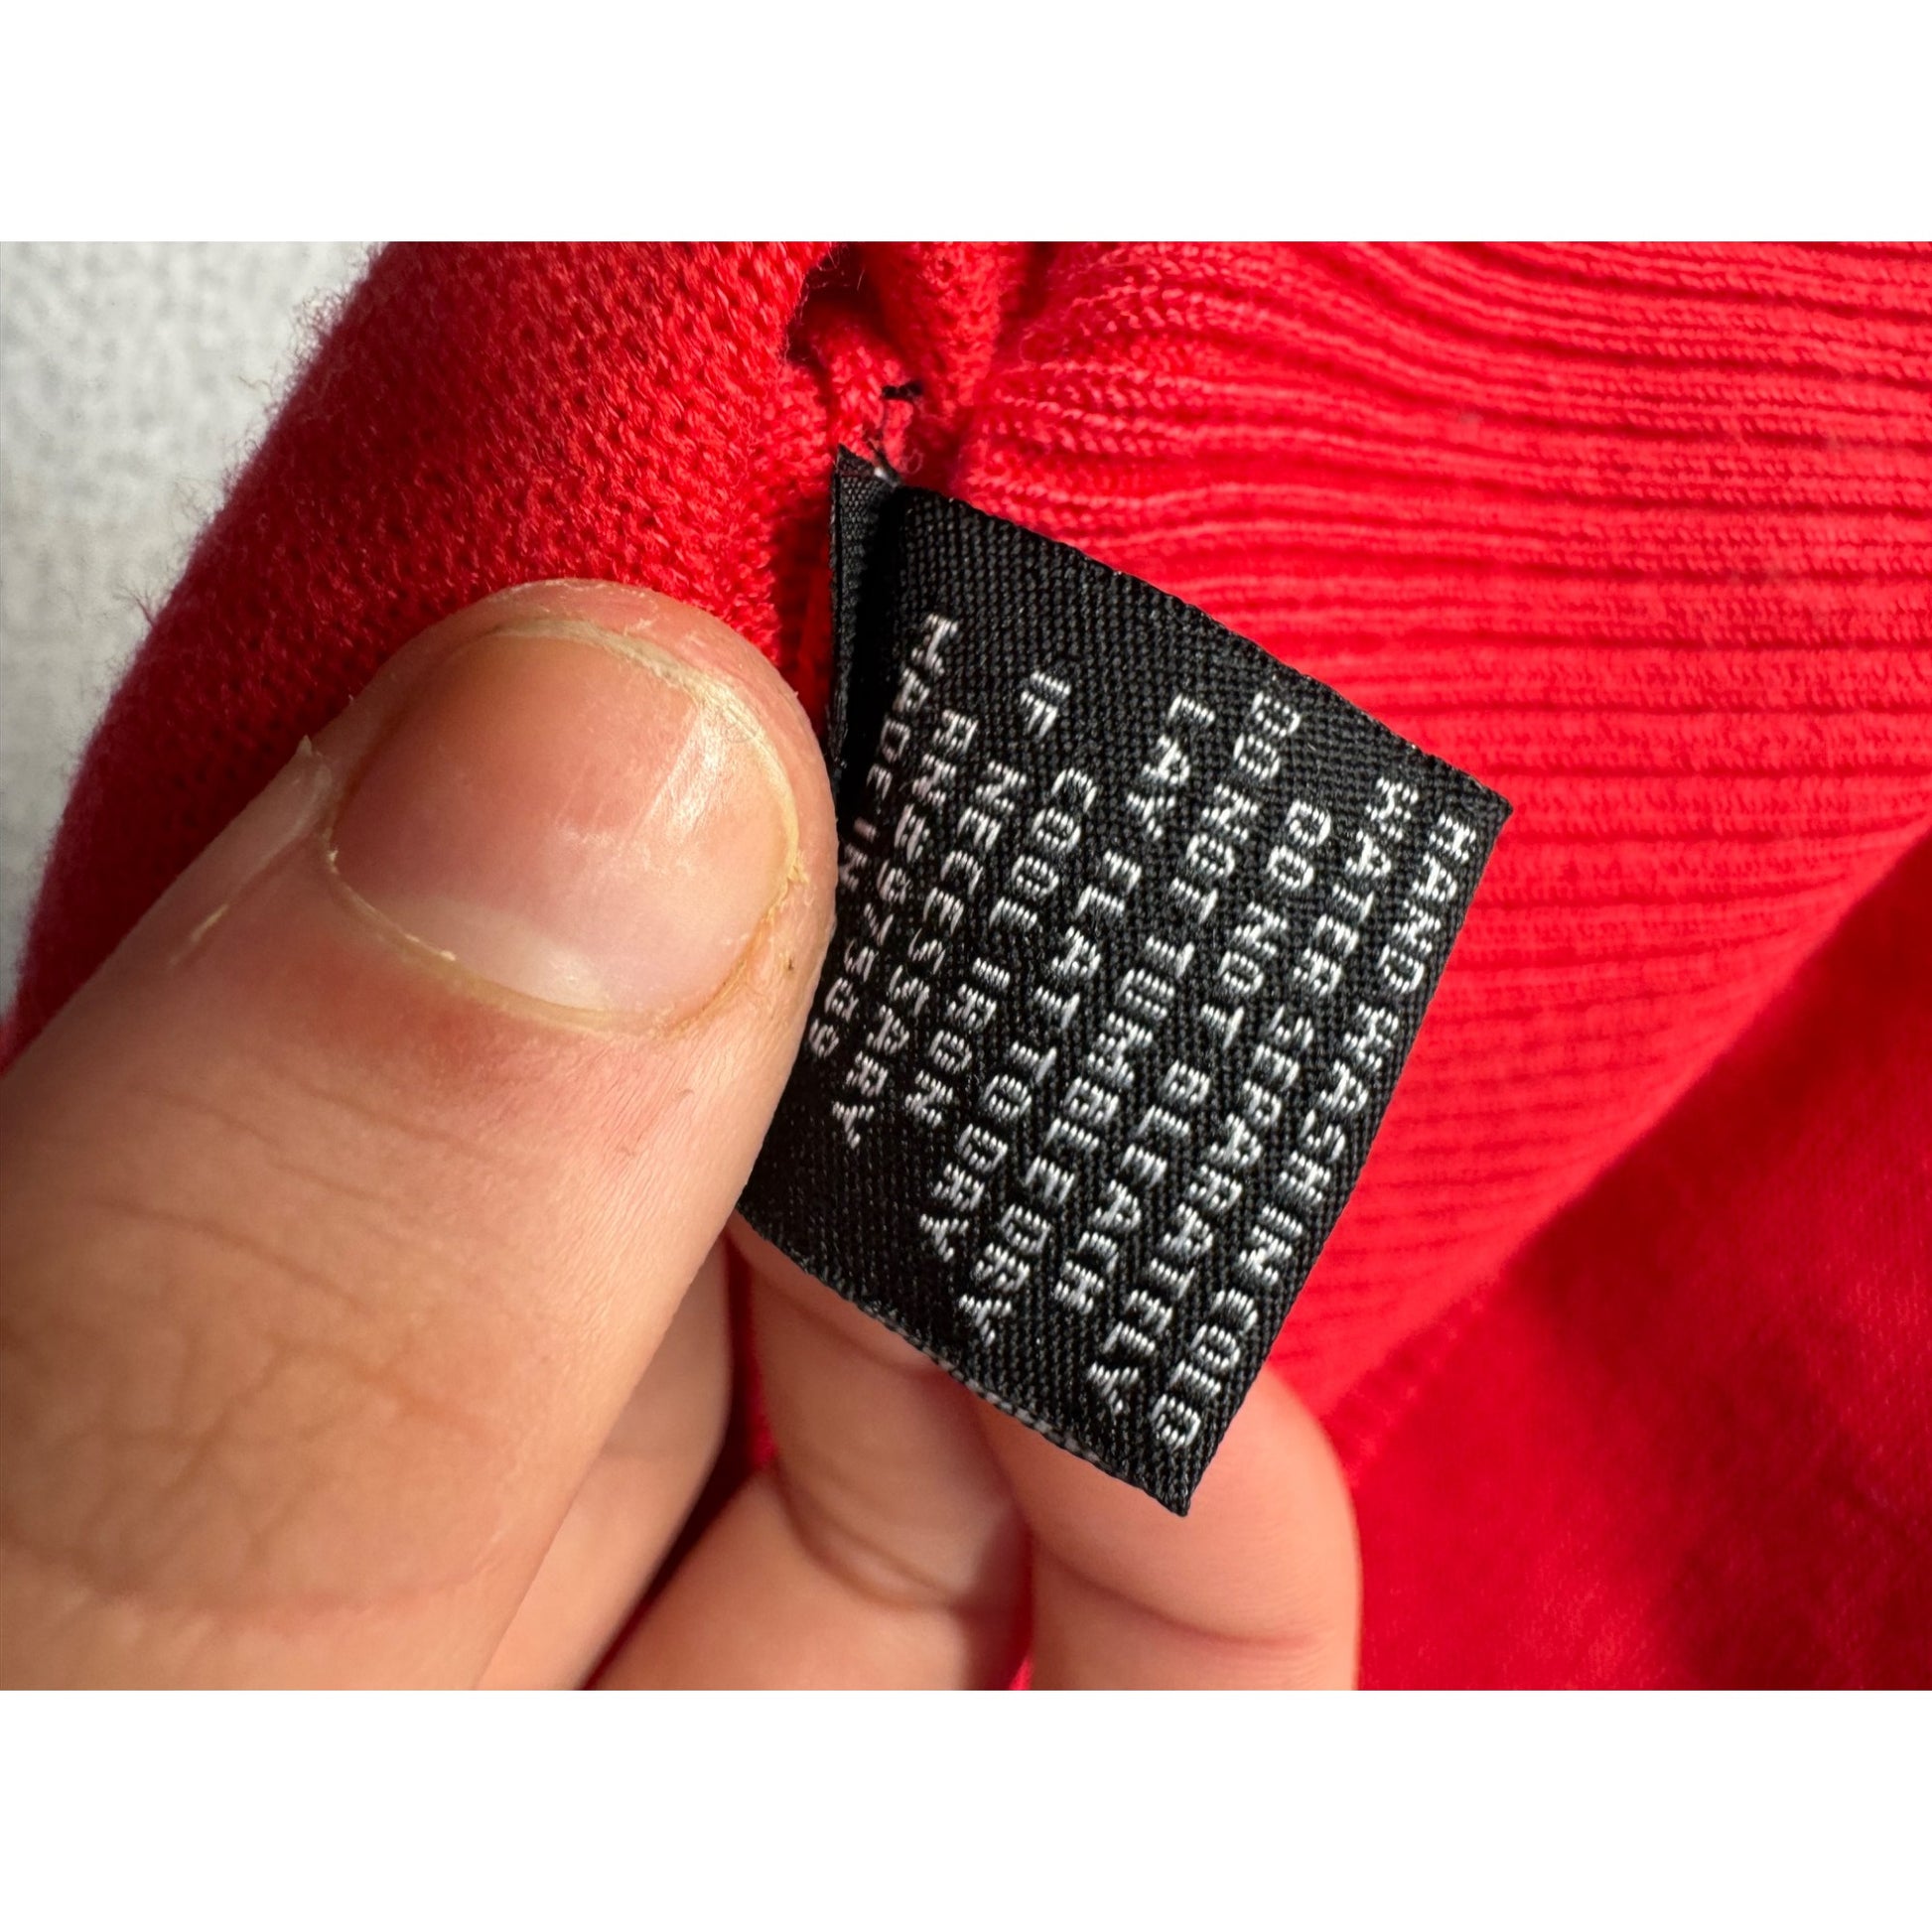 HAND WASH IN COLD
WATER SEPARATELY
DO NOT BLEACH
DO NOT TUMBLE DRY
LAY FLAT TO DRY
COOL IRON
IF NECESSARY
MADE IN